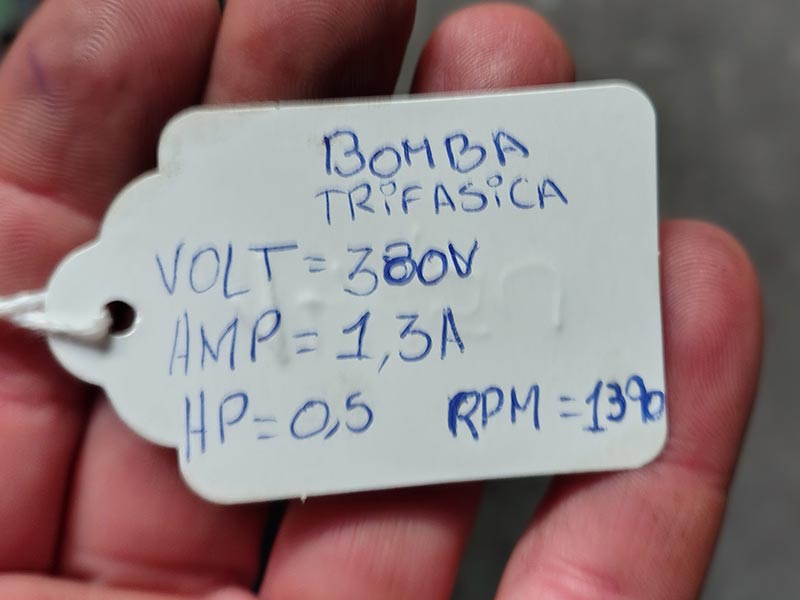 BOMBA
TRiFASiCA
VOLT = 380V
AMP = 1,3A
HP = 0,5 RPM = 1390